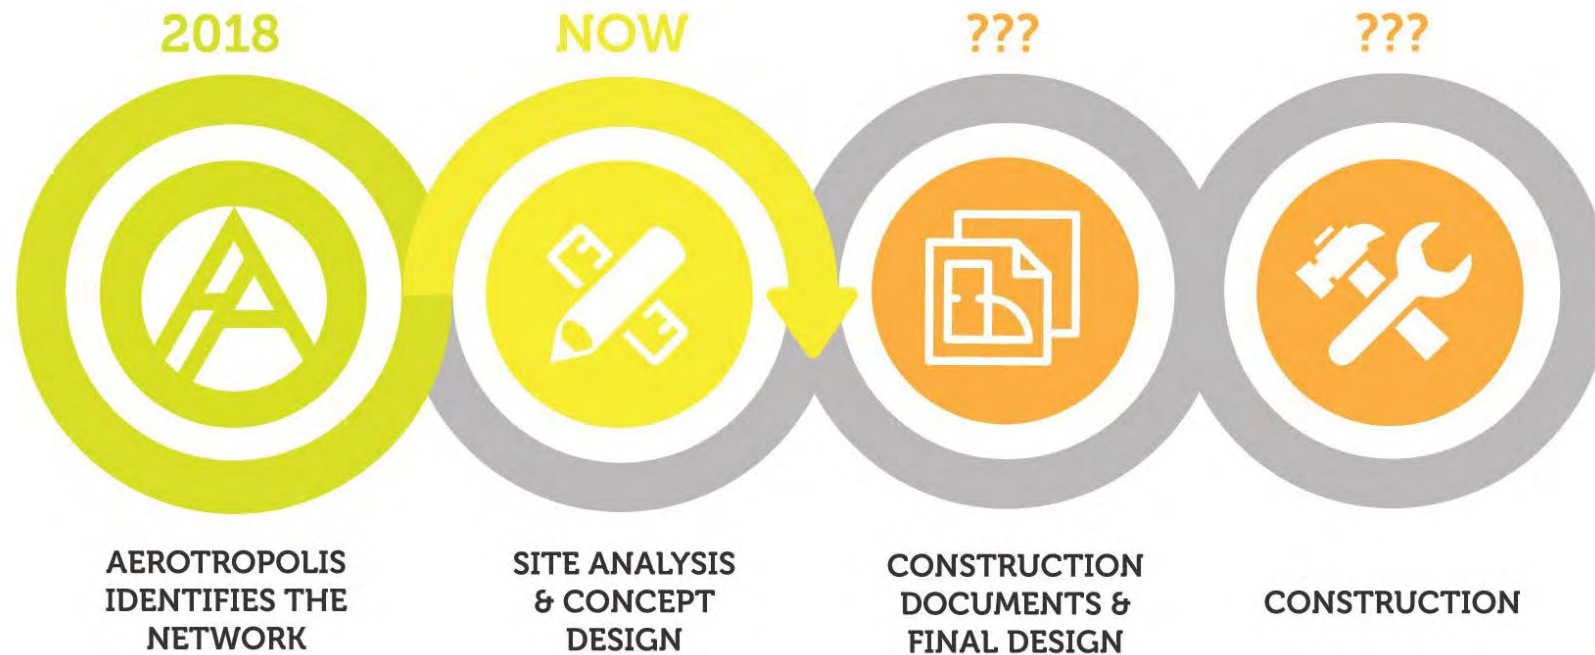 2018
NOW
???
???
AEROTROPOLIS
IDENTIFIES THE
NETWORK
SITE ANALYSIS
& CONCEPT
DESIGN
CONSTRUCTION
DOCUMENTS &
FINAL DESIGN
CONSTRUCTION